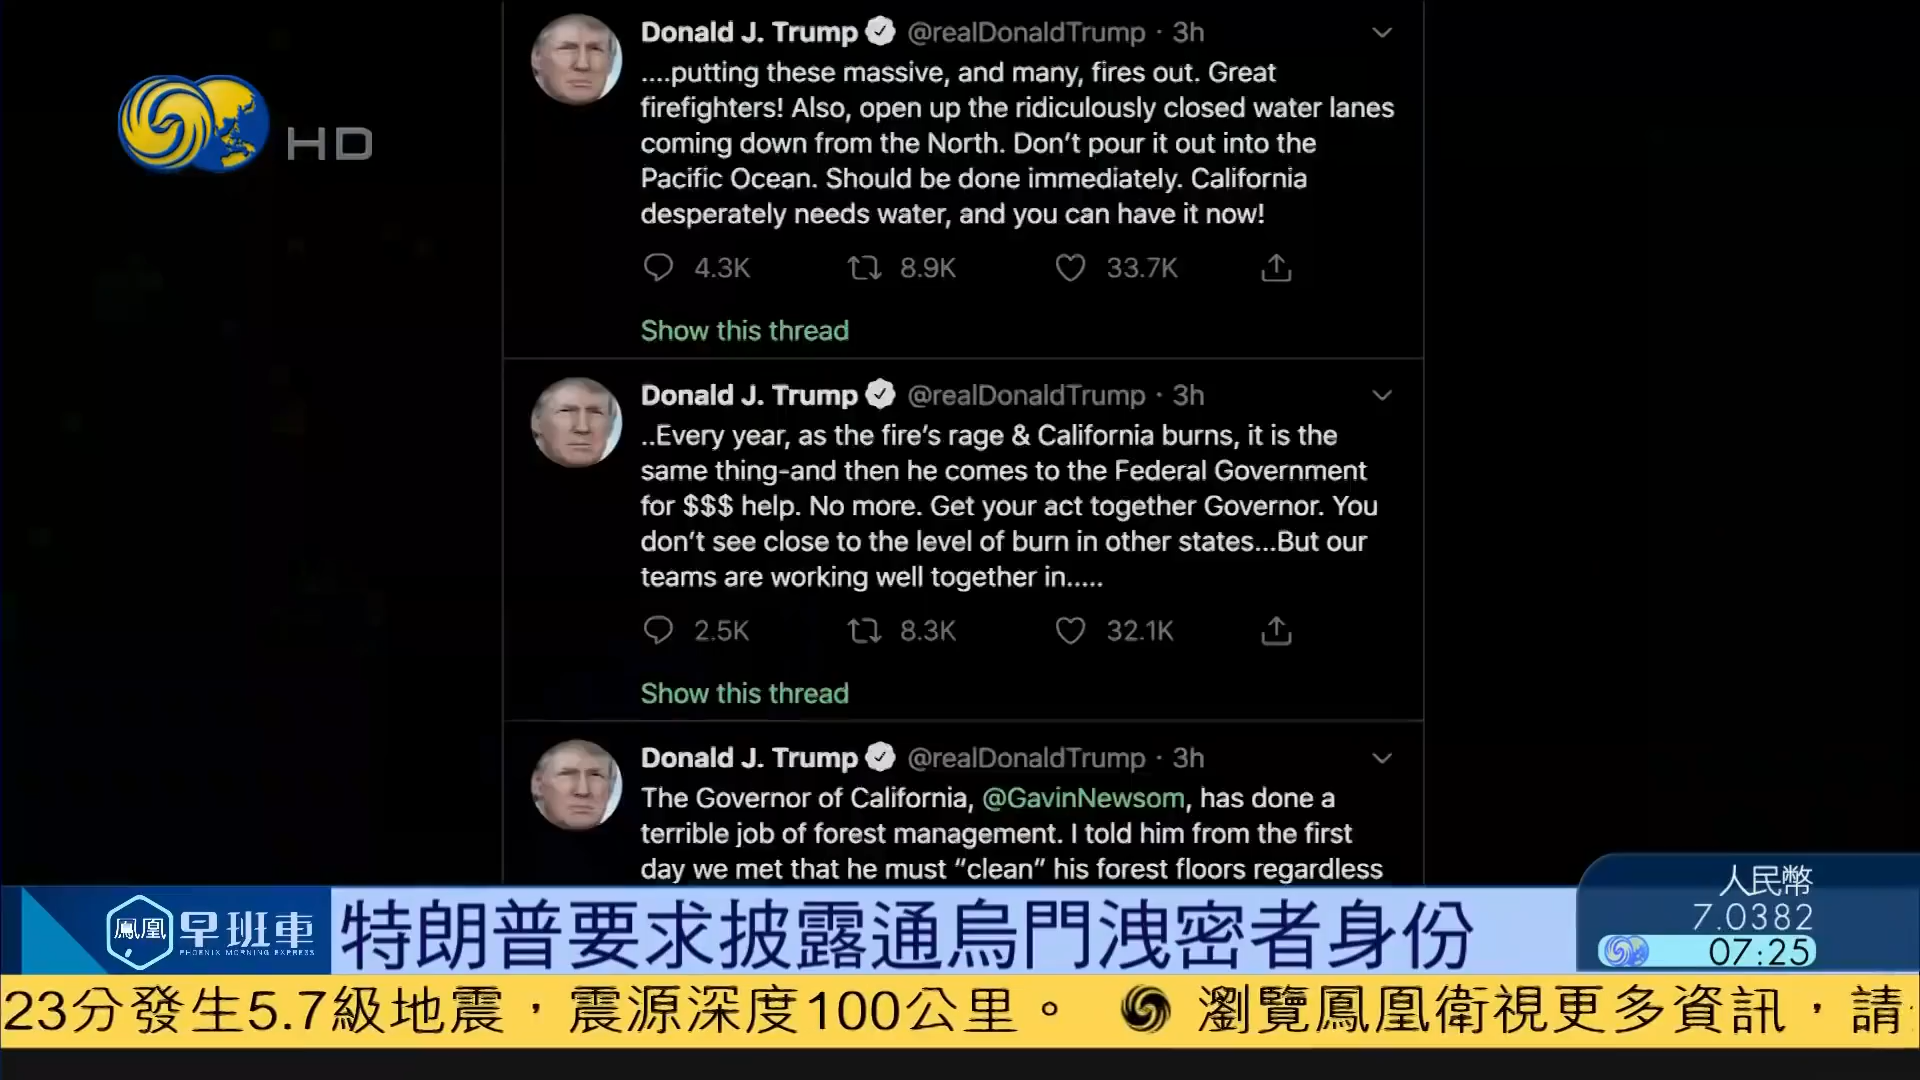 HD
Donald J. Trump @realDonaldTrump · 3h
....putting these massive, and many, fires out. Great
firefighters! Also, open up the ridiculously closed water lanes
coming down from the North. Don’t pour it out into the
Pacific Ocean. Should be done immediately. California
desperately needs water, and you can have it now!
4.3K 8.9K 33.7K
Show this thread
Donald J. Trump @realDonaldTrump · 3h
..Every year, as the fire’s rage & California burns, it is the
same thing-and then he comes to the Federal Government
for $$$ help. No more. Get your act together Governor. You
don’t see close to the level of burn in other states...But our
teams are working well together in.....
2.5K 8.3K 32.1K
Show this thread
Donald J. Trump @realDonaldTrump · 3h
The Governor of California, @GavinNewsom, has done a
terrible job of forest management. I told him from the first
day we met that he must “clean” his forest floors regardless
鳳凰 早班車
PHOENIX MORNING EXPRESS
特朗普要求披露通烏門洩密者身份
人民幣
7.0382
07:25
23分發生5.7級地震，震源深度100公里。 瀏覽鳳凰衛視更多資訊，請